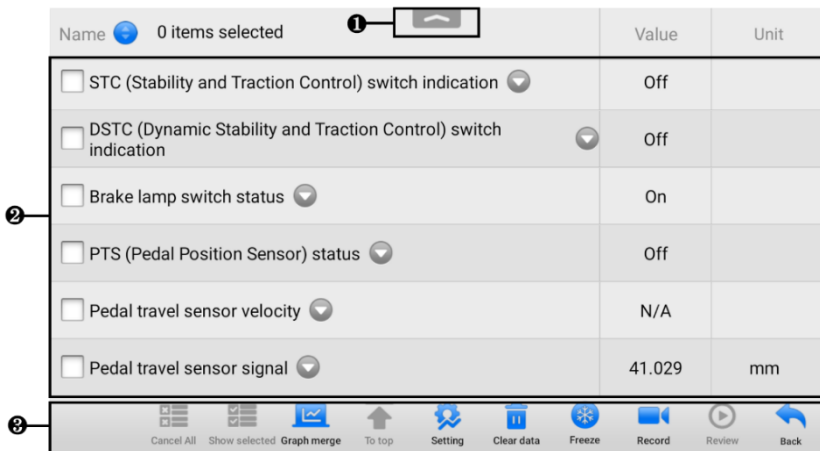 ❶
Name 0 items selected Value Unit
STC (Stability and Traction Control) switch indication Off
DSTC (Dynamic Stability and Traction Control) switch
indication Off
❷
Brake lamp switch status On
PTS (Pedal Position Sensor) status Off
Pedal travel sensor velocity N/A
Pedal travel sensor signal 41.029 mm
❸
Cancel All Show selected Graph merge To top Setting Clear data Freeze Record Review Back